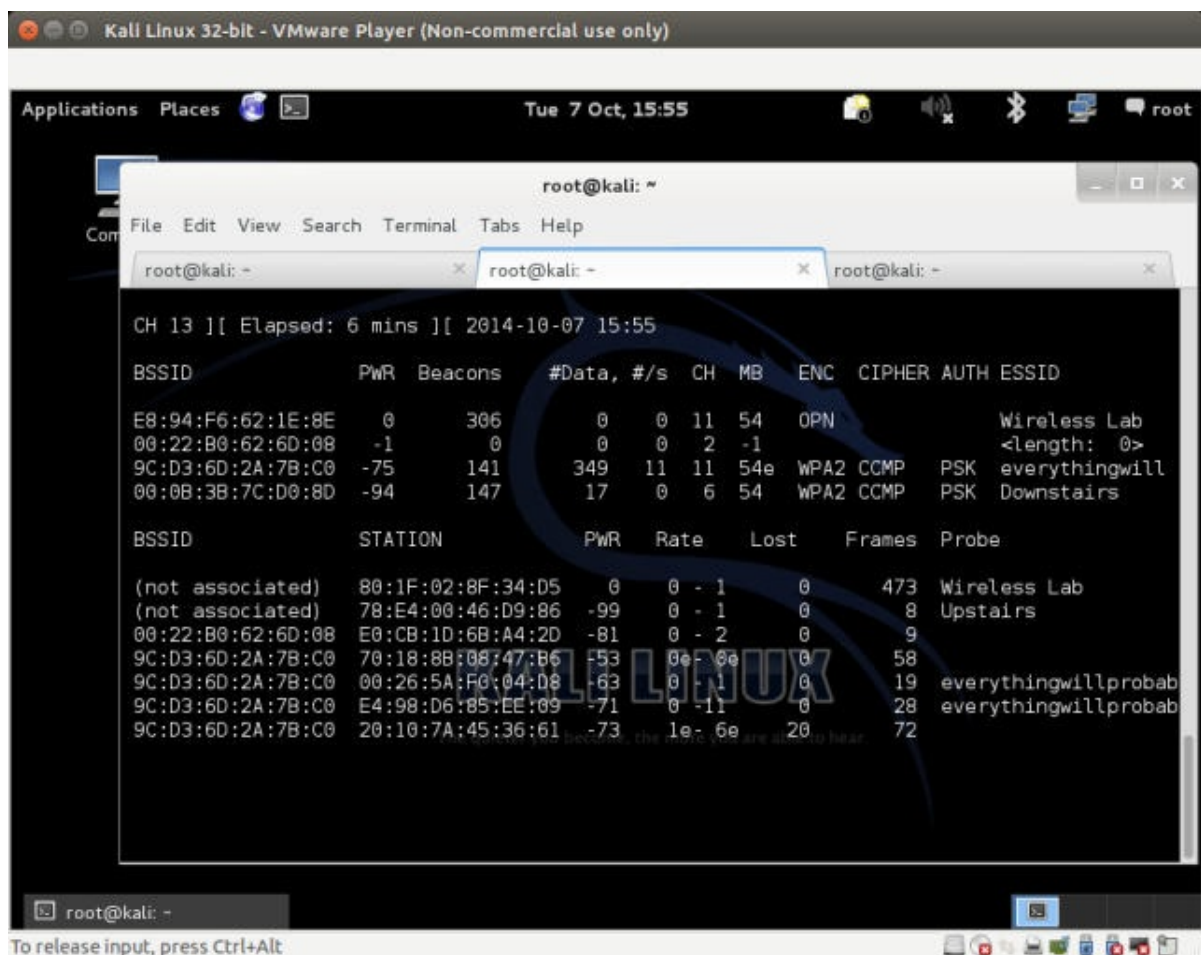 Kali Linux 32-bit - VMware Player (Non-commercial use only)
Applications Places Tue 7 Oct, 15:55 root
Com
root@kali: ~
File Edit View Search Terminal Tabs Help
root@kali: ~ root@kali: ~ root@kali: ~
CH 13 ][ Elapsed: 6 mins ][ 2014-10-07 15:55
BSSID PWR Beacons #Data, #/s CH MB ENC CIPHER AUTH ESSID
E8:94:F6:62:1E:8E 0 306 0 0 11 54 OPN Wireless Lab
00:22:B0:62:6D:08 -1 0 0 0 2 -1 <length: 0>
9C:D3:6D:2A:7B:C0 -75 141 349 11 11 54e WPA2 CCMP PSK everythingwill
00:0B:3B:7C:D0:8D -94 147 17 0 6 54 WPA2 CCMP PSK Downstairs
BSSID STATION PWR Rate Lost Frames Probe
(not associated) 80:1F:02:8F:34:D5 0 0 - 1 0 473 Wireless Lab
(not associated) 78:E4:00:46:D9:86 -99 0 - 1 0 8 Upstairs
00:22:B0:62:6D:08 E0:CB:1D:6B:A4:2D -81 0 - 2 0 9
9C:D3:6D:2A:7B:C0 70:18:8B:08:47:B6 -53 0e- 0e 0 58
9C:D3:6D:2A:7B:C0 00:26:5A:F0:04:D8 -63 0 - 1 0 19 everythingwillprobab
9C:D3:6D:2A:7B:C0 E4:98:D6:85:EE:09 -71 0 -11 0 28 everythingwillprobab
9C:D3:6D:2A:7B:C0 20:10:7A:45:36:61 -73 1e- 6e 20 72
KALI LINUX
The quieter you become, the more you are able to hear.
root@kali: ~
To release input, press Ctrl+Alt